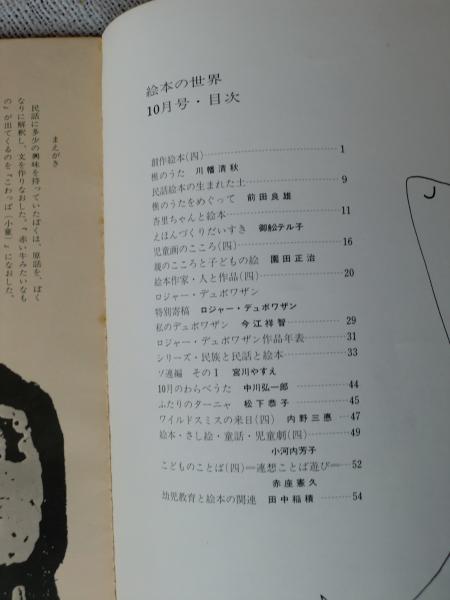 絵本の世界
10月号・目次
創作絵本(四) 1
樵のうた 川幡清秋
民話絵本の生まれた土 9
樵のうたをめぐって 前田良雄
杏里ちゃんと絵本 11
えほんづくりだいすき 御舩テル子
児童画のこころ(四) 16
親のこころと子どもの絵 園田正治
絵本作家・人と作品(四) 20
ロジャー・デュボワザン
特別寄稿 ロジャー・デュボワザン
私のデュボワザン 今江祥智 29
ロジャー・デュボワザン作品年表 31
シリーズ・民族と民話と絵本 33
ソ連編 その1 宮川やすえ
10月のわらべうた 中川弘一郎 44
ふたりのターニャ 松下恭子 45
ワイルドスミスの来日(四) 内野三悳 47
絵本・さし絵・童話・児童劇(四) 49
小河内芳子
こどものことば(四)=連想ことば遊び= 52
赤座憲久
幼児教育と絵本の関連 田中稲積 54
まえがき
民話に多少の興味を持っていたぼくは、原話を、ぼく
なりに解釈し、文を作りなおした。『赤い牛みたいなも
の』が出てくるのを『こわっぱ(小童)』になおした。